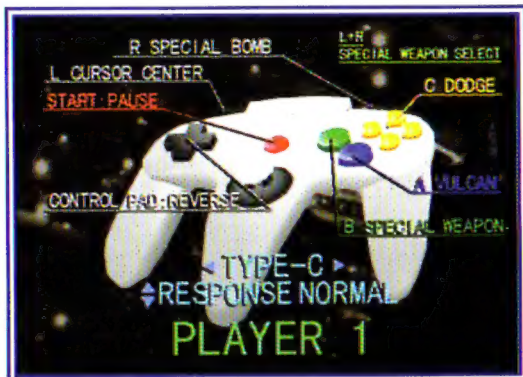 R SPECIAL BOMB
L+R
SPECIAL WEAPON SELECT
L CURSOR CENTER
C DODGE
START:PAUSE
A VULCAN
CONTROL PAD:REVERSE
B SPECIAL WEAPON
◄ TYPE-C ►
RESPONSE NORMAL
PLAYER 1